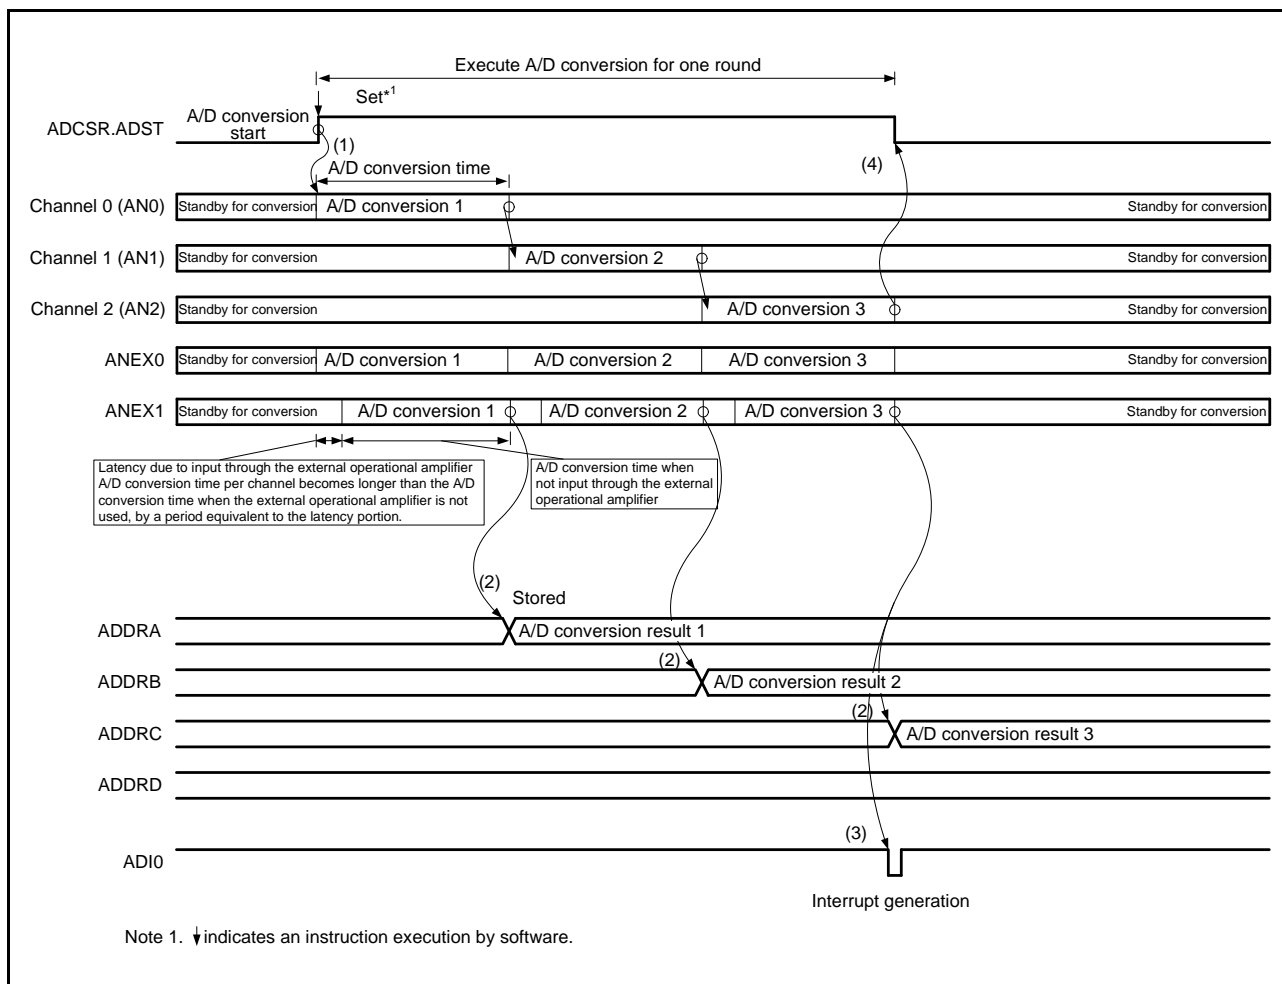 Execute A/D conversion for one round
Set*1
A/D conversion
start
ADCSR.ADST
(1)
(4)
A/D conversion time
Channel 0 (AN0)
Standby for conversion
A/D conversion 1
Standby for conversion
Channel 1 (AN1)
Standby for conversion
A/D conversion 2
Standby for conversion
Channel 2 (AN2)
Standby for conversion
A/D conversion 3
Standby for conversion
ANEX0
Standby for conversion
A/D conversion 1
A/D conversion 2
A/D conversion 3
Standby for conversion
ANEX1
Standby for conversion
A/D conversion 1
A/D conversion 2
A/D conversion 3
Standby for conversion
Latency due to input through the external operational amplifier
A/D conversion time per channel becomes longer than the A/D
conversion time when the external operational amplifier is not
used, by a period equivalent to the latency portion.
A/D conversion time when
not input through the external
operational amplifier
(2)
Stored
ADDRA
A/D conversion result 1
(2)
ADDRB
A/D conversion result 2
(2)
ADDRC
A/D conversion result 3
ADDRD
(3)
ADI0
Interrupt generation
Note 1. indicates an instruction execution by software.